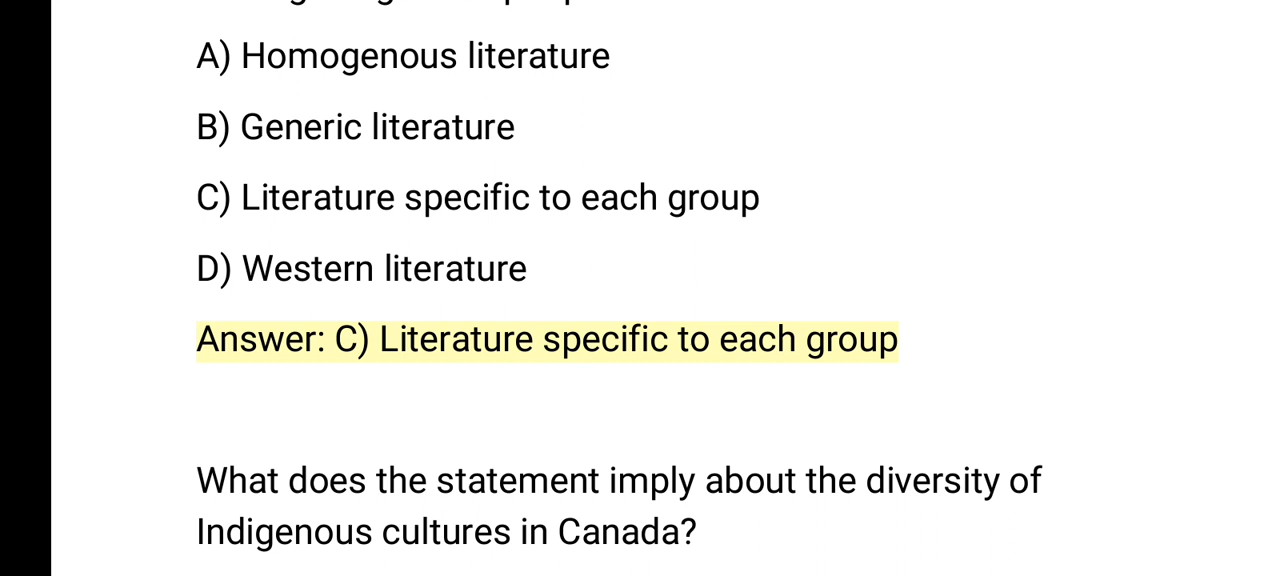 A) Homogenous literature
B) Generic literature
C) Literature specific to each group
D) Western literature
Answer: C) Literature specific to each group
What does the statement imply about the diversity of
Indigenous cultures in Canada?